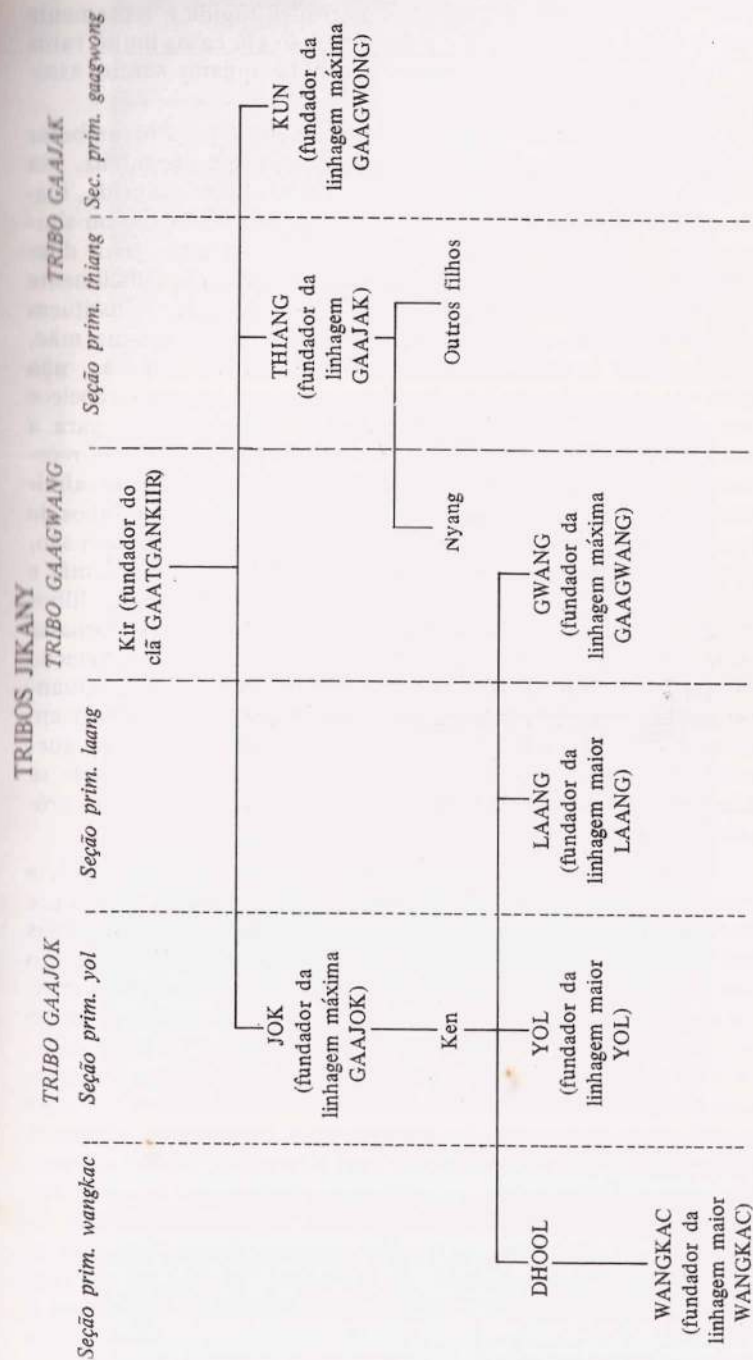 TRIBOS JIKANY
TRIBO GAAJOK
TRIBO GAAGWANG
TRIBO GAAJAK
Seção prim. wangkac
Seção prim. yol
Seção prim. laang
Seção prim. thiang
Sec. prim. gaagwong
Kir (fundador do
clã GAATGANKIIR)
JOK
(fundador da
linhagem máxima
GAAJOK)
THIANG
(fundador da
linhagem
GAAJAK)
KUN
(fundador da
linhagem máxima
GAAGWONG)
Ken
Nyang
Outros filhos
DHOOL
YOL
(fundador da
linhagem maior
YOL)
LAANG
(fundador da
linhagem maior
LAANG)
GWANG
(fundador da
linhagem máxima
GAAGWANG)
WANGKAC
(fundador da
linhagem maior
WANGKAC)